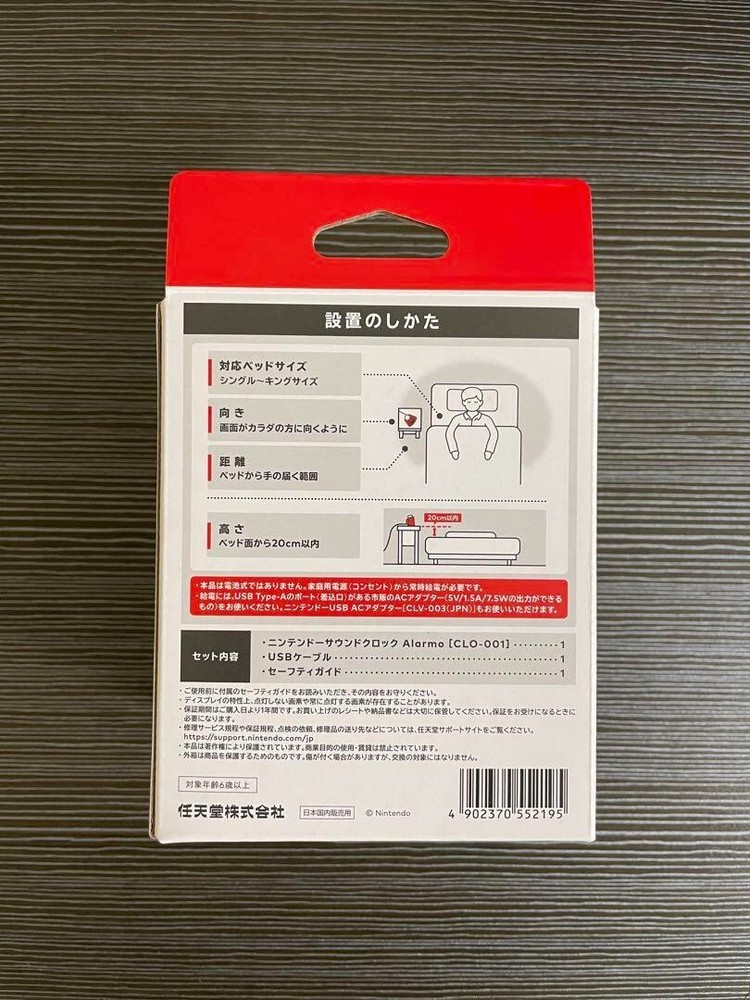 設置のしかた
対応ベッドサイズ
シングル～キングサイズ
向き
画面がカラダの方に向くように
距離
ベッドから手の届く範囲
高さ
ベッド面から20cm以内
20cm以内
・本品は電池式ではありません。家庭用電源(コンセント)から常時給電が必要です。
・給電には、USB Type-Aのポート(差込口)がある市販のACアダプター(5V/1.5A/7.5Wの出力ができる
もの)をお使いください。ニンテンドーUSB ACアダプター[CLV-003(JPN)]もお使いいただけます。
セット内容
・ニンテンドーサウンドクロック Alarmo [CLO-001] ········· 1
・USBケーブル ········· 1
・セーフティガイド ········· 1
・ご使用前に付属のセーフティガイドをお読みいただき、その内容をお守りください。
・ディスプレイの特性上、点灯しない画素や常に点灯する画素が存在することがあります。
・保証期間はご購入日より1年間です。お買い上げのレシートや納品書などは大切に保管してください。保証をお受けになるときに
必要になります。
・修理サービス規程や保証規程、点検の依頼、修理品の送り先などについては、任天堂サポートサイトをご覧ください。
https://support.nintendo.com/jp
・本品は著作権により保護されています。商業目的の使用・賃貸は禁止されています。
・外箱は商品を保護するためのものです。傷が付く場合がありますが、交換の対象にはなりません。
対象年齢6歳以上
任天堂株式会社
日本国内販売用
© Nintendo
4 902370 552195